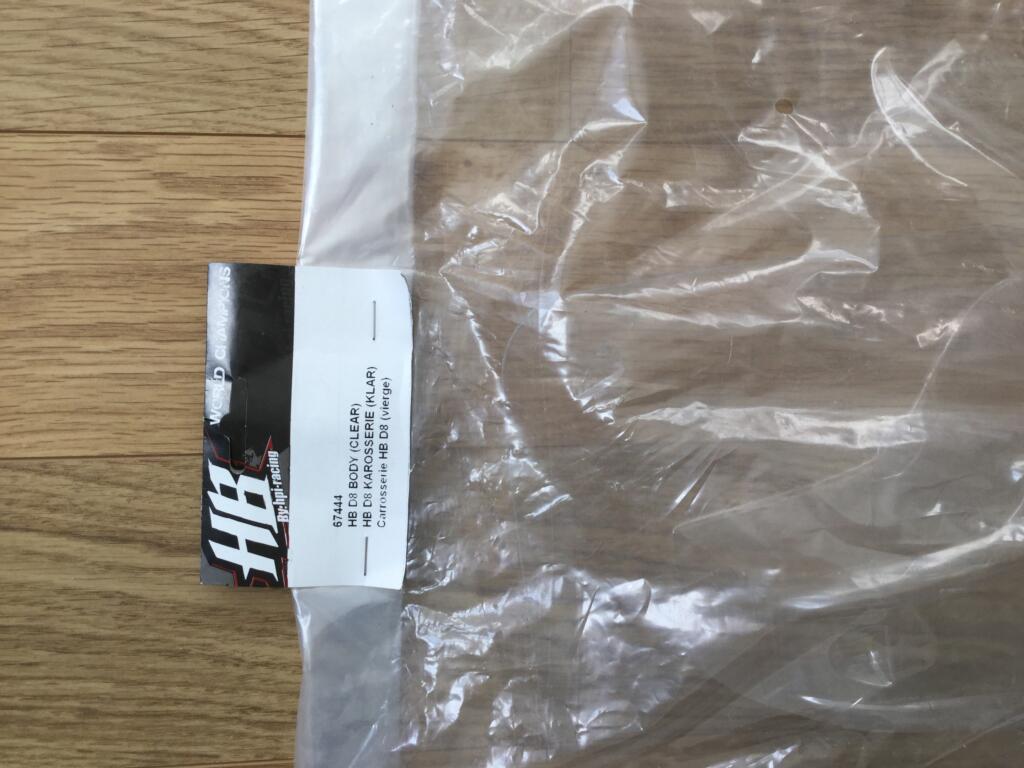 WORLD CHAMPIONS
HB
By:hpi-racing
67444
HB D8 BODY (CLEAR)
HB D8 KAROSSERIE (KLAR)
Carrosserie HB D8 (vierge)